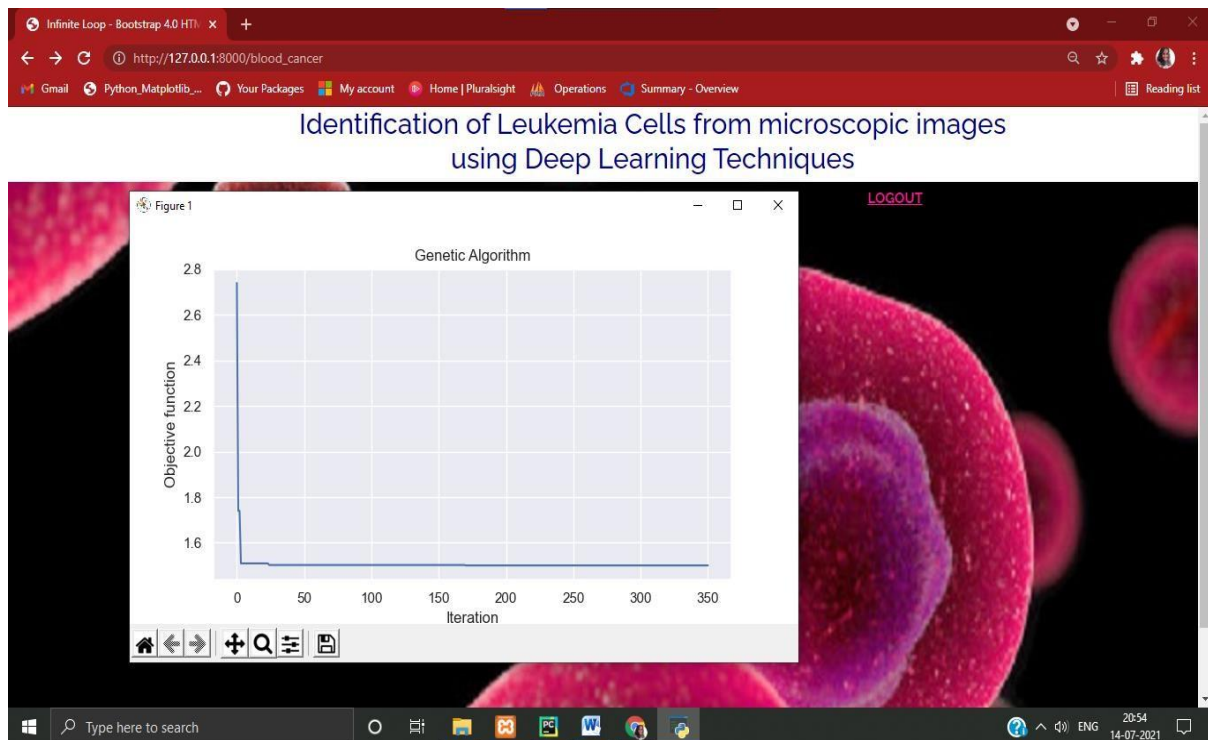 Infinite Loop - Bootstrap 4.0 HTM
http://127.0.0.1:8000/blood_cancer
Gmail Python_Matplotlib_... Your Packages My account Home | Pluralsight Operations Summary - Overview Reading list
Identification of Leukemia Cells from microscopic images
using Deep Learning Techniques
LOGOUT
Figure 1
Genetic Algorithm
2.8
2.6
2.4
2.2
2.0
1.8
1.6
Objective function
0 50 100 150 200 250 300 350
Iteration
Type here to search
PC
W
ENG
20:54
14-07-2021